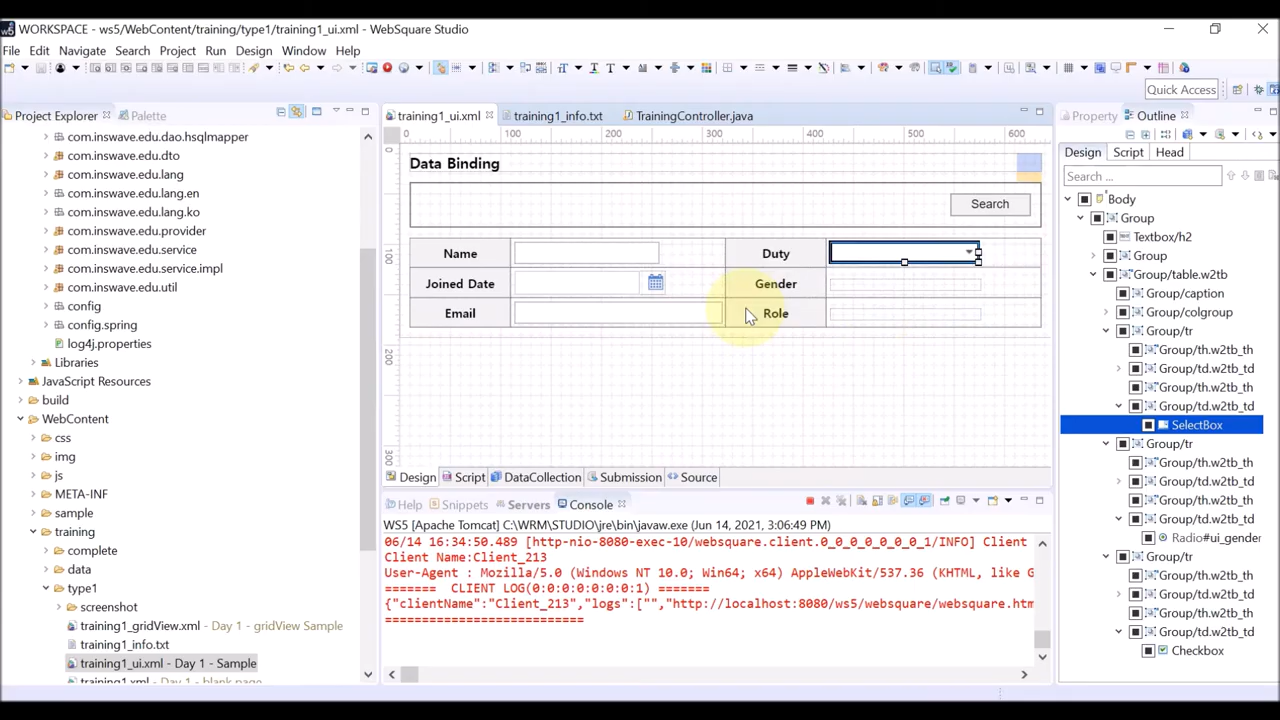 WORKSPACE - ws5/WebContent/training/type1/training1_ui.xml - WebSquare Studio
File Edit Navigate Search Project Run Design Window Help
Quick Access
Project Explorer Palette
com.inswave.edu.dao.hsqlmapper
com.inswave.edu.dto
com.inswave.edu.lang
com.inswave.edu.lang.en
com.inswave.edu.lang.ko
com.inswave.edu.provider
com.inswave.edu.service
com.inswave.edu.service.impl
com.inswave.edu.util
config
config.spring
log4j.properties
Libraries
JavaScript Resources
build
WebContent
css
img
js
META-INF
sample
training
complete
data
type1
screenshot
training1_gridView.xml - Day 1 - gridView Sample
training1_info.txt
training1_ui.xml - Day 1 - Sample
training1.xml - Day 1 - blank page
training1_ui.xml training1_info.txt TrainingController.java
0 100 200 300 400 500 600
0
100
200
300
Data Binding
Search
Name Duty
Joined Date Gender
Email Role
Design Script DataCollection Submission Source
Help Snippets Servers Console
WS5 [Apache Tomcat] C:\WRM\STUDIO\jre\bin\javaw.exe (Jun 14, 2021, 3:06:49 PM)
06/14 16:34:50.489 [http-nio-8080-exec-10/websquare.client.0_0_0_0_0_0_0_1/INFO] Client
Client Name:Client_213
User-Agent : Mozilla/5.0 (Windows NT 10.0; Win64; x64) AppleWebKit/537.36 (KHTML, like G
======= CLIENT LOG(0:0:0:0:0:0:0:1) =======
{"clientName":"Client_213","logs":["","http://localhost:8080/ws5/websquare/websquare.htm
==========================
Property Outline
Design Script Head
Search ...
Body
Group
Textbox/h2
Group
Group/table.w2tb
Group/caption
Group/colgroup
Group/tr
Group/th.w2tb_th
Group/td.w2tb_td
Group/th.w2tb_th
Group/td.w2tb_td
SelectBox
Group/tr
Group/th.w2tb_th
Group/td.w2tb_td
Group/th.w2tb_th
Group/td.w2tb_td
Radio#ui_gende
Group/tr
Group/th.w2tb_th
Group/td.w2tb_td
Group/th.w2tb_th
Group/td.w2tb_td
Checkbox